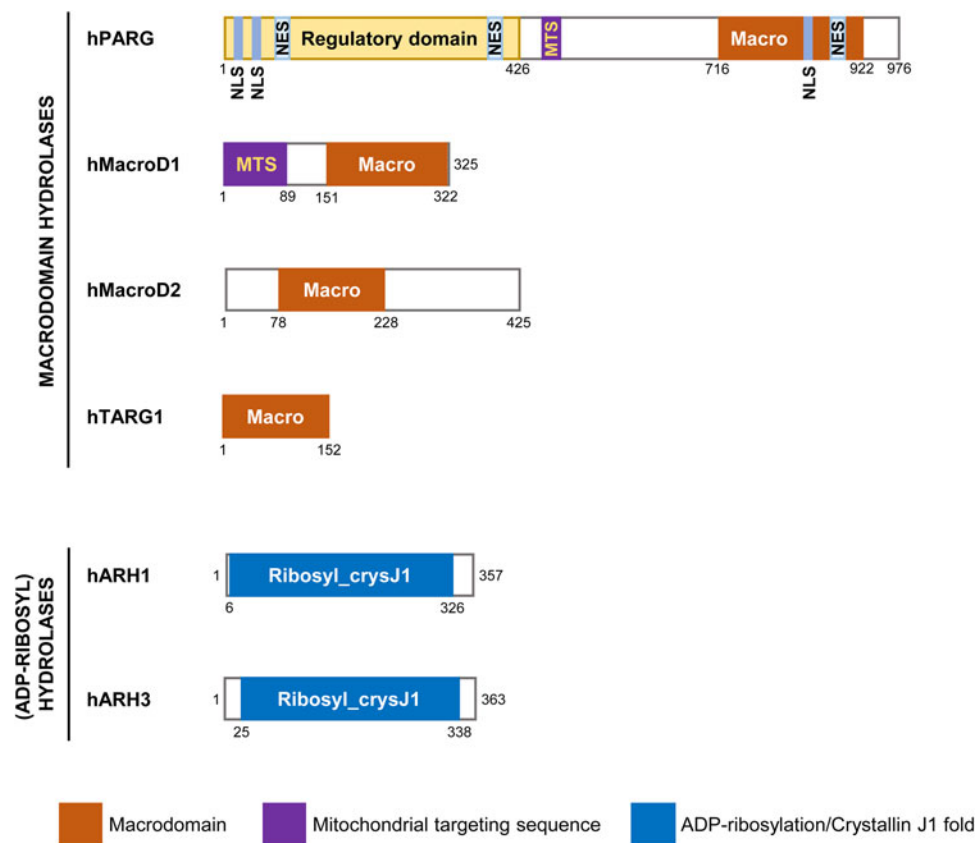 MACRODOMAIN HYDROLASES
hPARG
NES
Regulatory domain
NES
MTS
Macro
NES
1
NLS
NLS
426
716
NLS
922
976
hMacroD1
MTS
Macro
325
1
89
151
322
hMacroD2
Macro
1
78
228
425
hTARG1
Macro
1
152
(ADP-RIBOSYL)
HYDROLASES
hARH1
1
Ribosyl_crysJ1
357
6
326
hARH3
1
Ribosyl_crysJ1
363
25
338
Macrodomain
Mitochondrial targeting sequence
ADP-ribosylation/Crystallin J1 fold